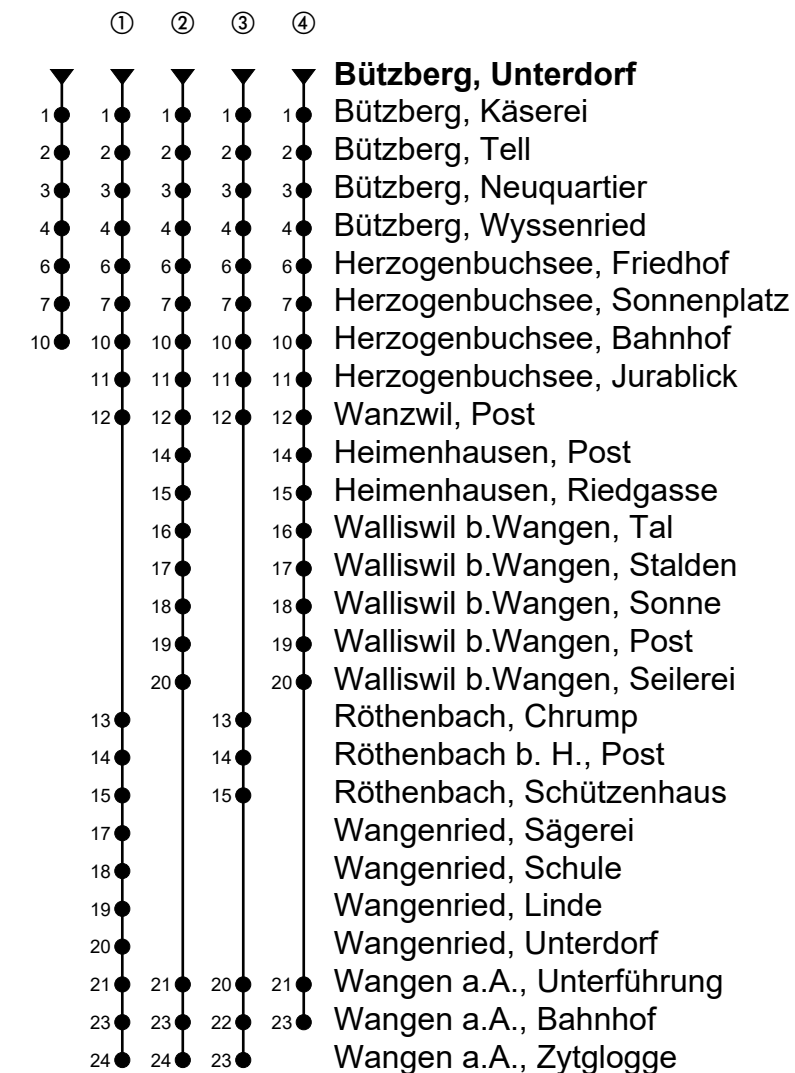 ① ② ③ ④
Bützberg, Unterdorf
1 1 1 1 1 Bützberg, Käserei
2 2 2 2 2 Bützberg, Tell
3 3 3 3 3 Bützberg, Neuquartier
4 4 4 4 4 Bützberg, Wyssenried
6 6 6 6 6 Herzogenbuchsee, Friedhof
7 7 7 7 7 Herzogenbuchsee, Sonnenplatz
10 10 10 10 10 Herzogenbuchsee, Bahnhof
11 11 11 11 Herzogenbuchsee, Jurablick
12 12 12 12 Wanzwil, Post
14 14 Heimenhausen, Post
15 15 Heimenhausen, Riedgasse
16 16 Walliswil b.Wangen, Tal
17 17 Walliswil b.Wangen, Stalden
18 18 Walliswil b.Wangen, Sonne
19 19 Walliswil b.Wangen, Post
20 20 Walliswil b.Wangen, Seilerei
13 13 Röthenbach, Chrump
14 14 Röthenbach b. H., Post
15 15 Röthenbach, Schützenhaus
17 Wangenried, Sägerei
18 Wangenried, Schule
19 Wangenried, Linde
20 Wangenried, Unterdorf
21 21 20 21 Wangen a.A., Unterführung
23 23 22 23 Wangen a.A., Bahnhof
24 24 23 Wangen a.A., Zytglogge